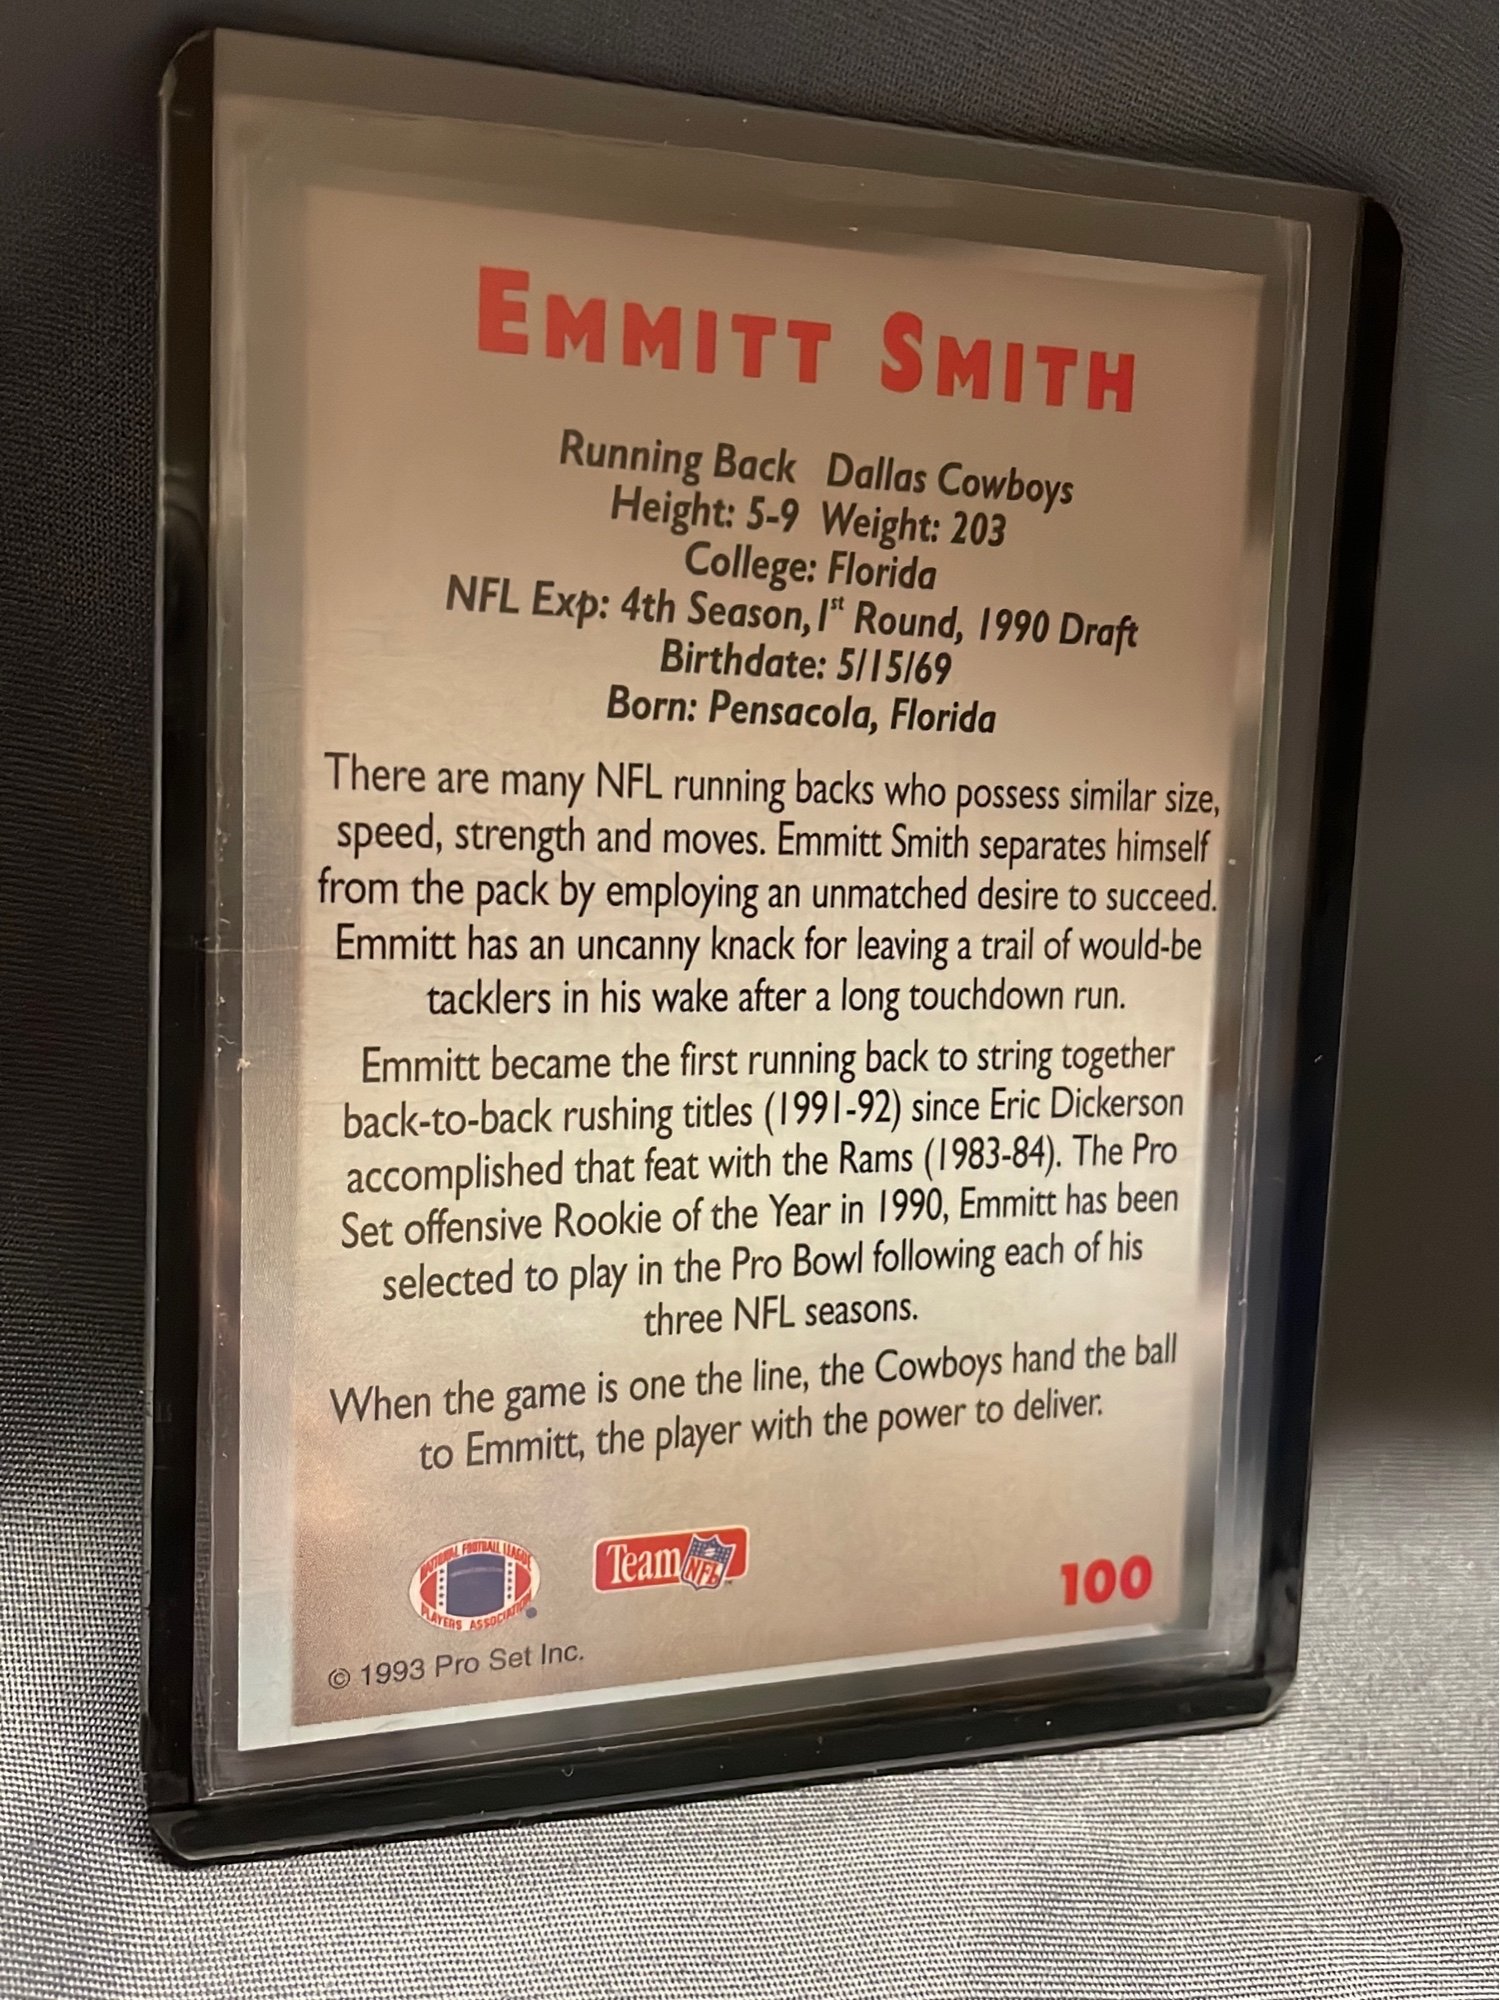 EMMITT SMITH
Running Back Dallas Cowboys
Height: 5-9 Weight: 203
College: Florida
NFL Exp: 4th Season, 1st Round, 1990 Draft
Birthdate: 5/15/69
Born: Pensacola, Florida
There are many NFL running backs who possess similar size,
speed, strength and moves. Emmitt Smith separates himself
from the pack by employing an unmatched desire to succeed.
Emmitt has an uncanny knack for leaving a trail of would-be
tacklers in his wake after a long touchdown run.
Emmitt became the first running back to string together
back-to-back rushing titles (1991-92) since Eric Dickerson
accomplished that feat with the Rams (1983-84). The Pro
Set offensive Rookie of the Year in 1990, Emmitt has been
selected to play in the Pro Bowl following each of his
three NFL seasons.
When the game is one the line, the Cowboys hand the ball
to Emmitt, the player with the power to deliver.
NATIONAL FOOTBALL LEAGUE
PLAYERS ASSOCIATION
Team NFL
100
© 1993 Pro Set Inc.